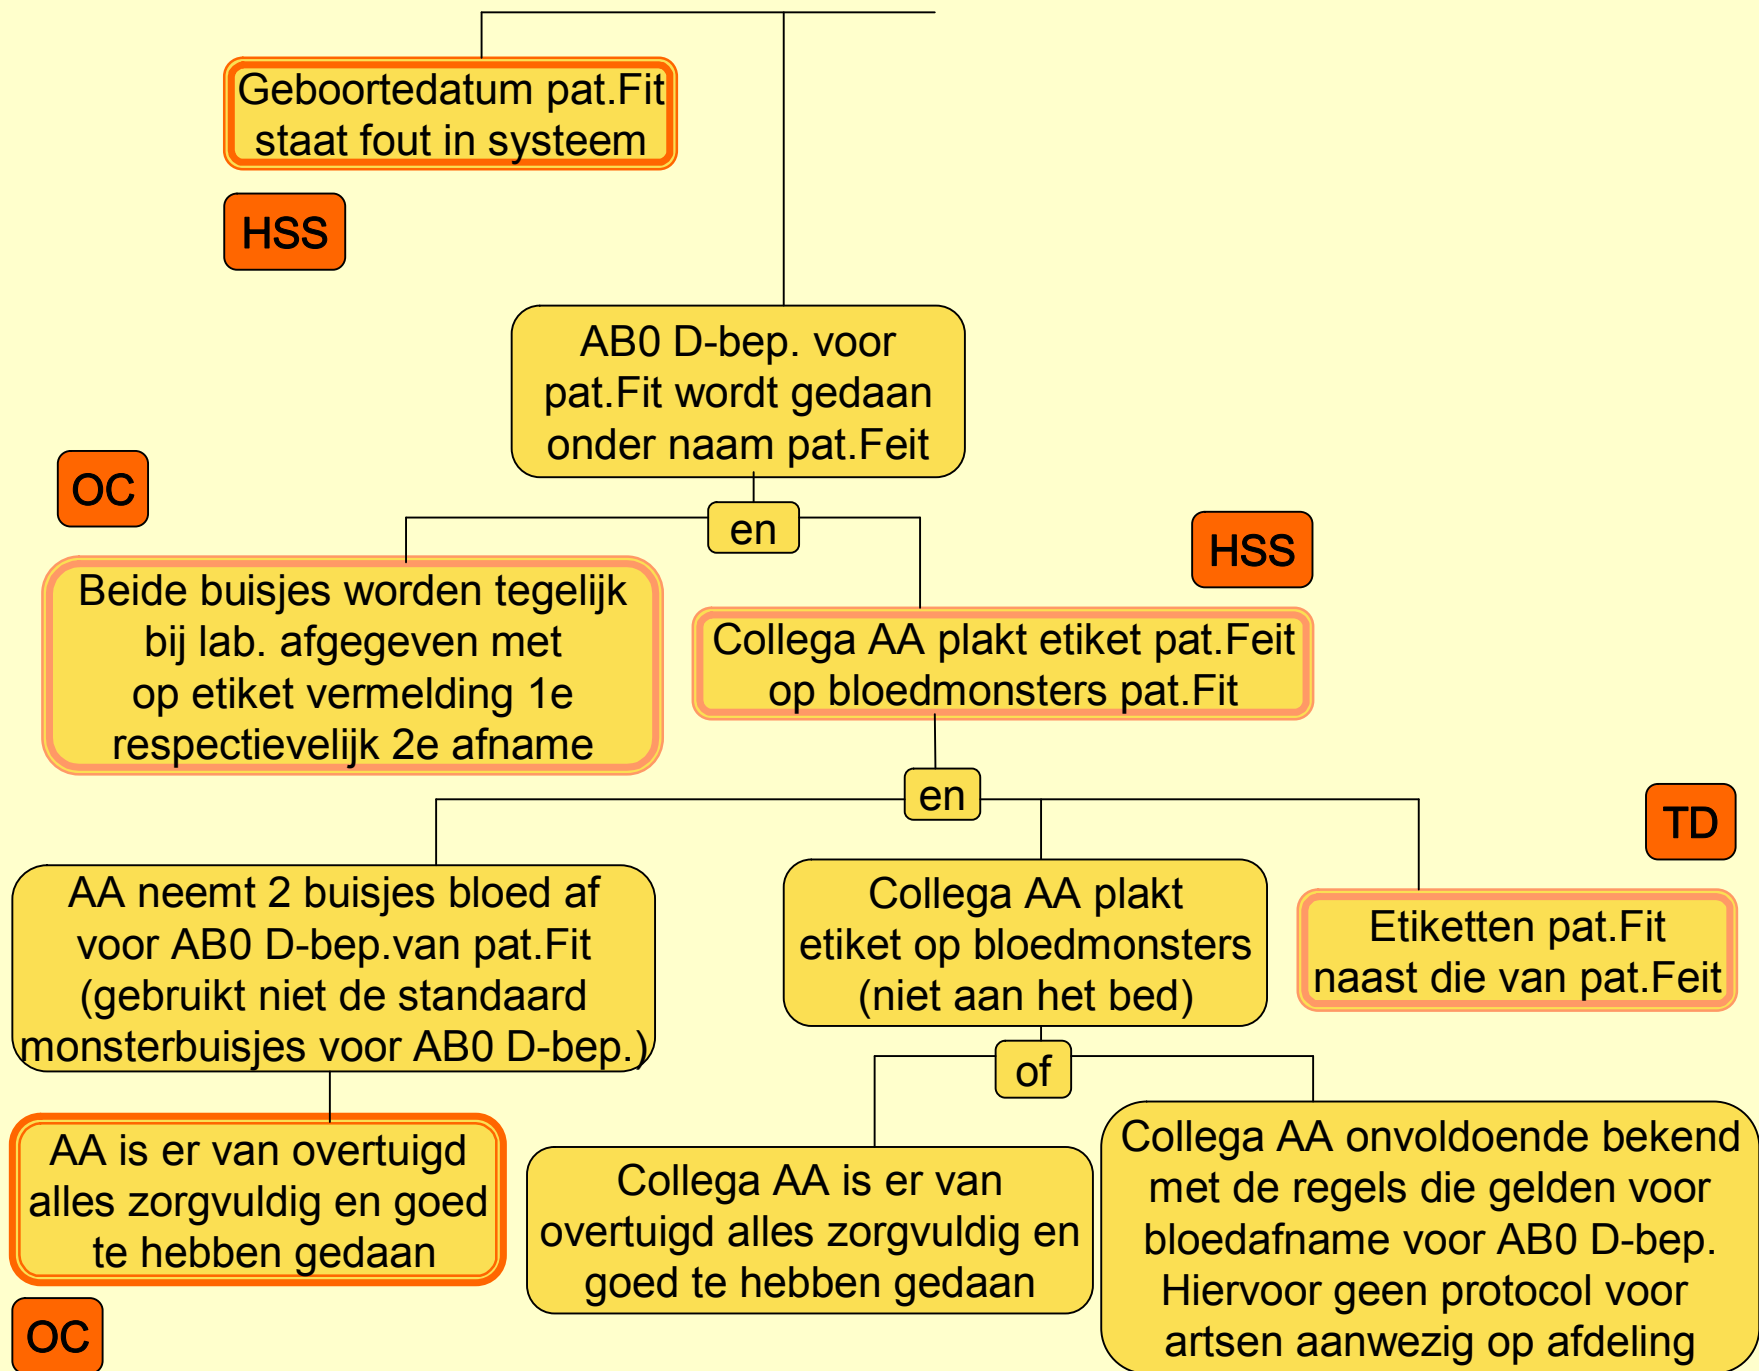 Geboortedatum pat.Fit
staat fout in systeem
HSS
AB0 D-bep. voor
pat.Fit wordt gedaan
onder naam pat.Feit
OC
en
HSS
Beide buisjes worden tegelijk
bij lab. afgegeven met
op etiket vermelding 1e
respectievelijk 2e afname
Collega AA plakt etiket pat.Feit
op bloedmonsters pat.Fit
en
TD
AA neemt 2 buisjes bloed af
voor AB0 D-bep.van pat.Fit
(gebruikt niet de standaard
monsterbuisjes voor AB0 D-bep.)
Collega AA plakt
etiket op bloedmonsters
(niet aan het bed)
Etiketten pat.Fit
naast die van pat.Feit
of
AA is er van overtuigd
alles zorgvuldig en goed
te hebben gedaan
Collega AA is er van
overtuigd alles zorgvuldig en
goed te hebben gedaan
Collega AA onvoldoende bekend
met de regels die gelden voor
bloedafname voor AB0 D-bep.
Hiervoor geen protocol voor
artsen aanwezig op afdeling
OC